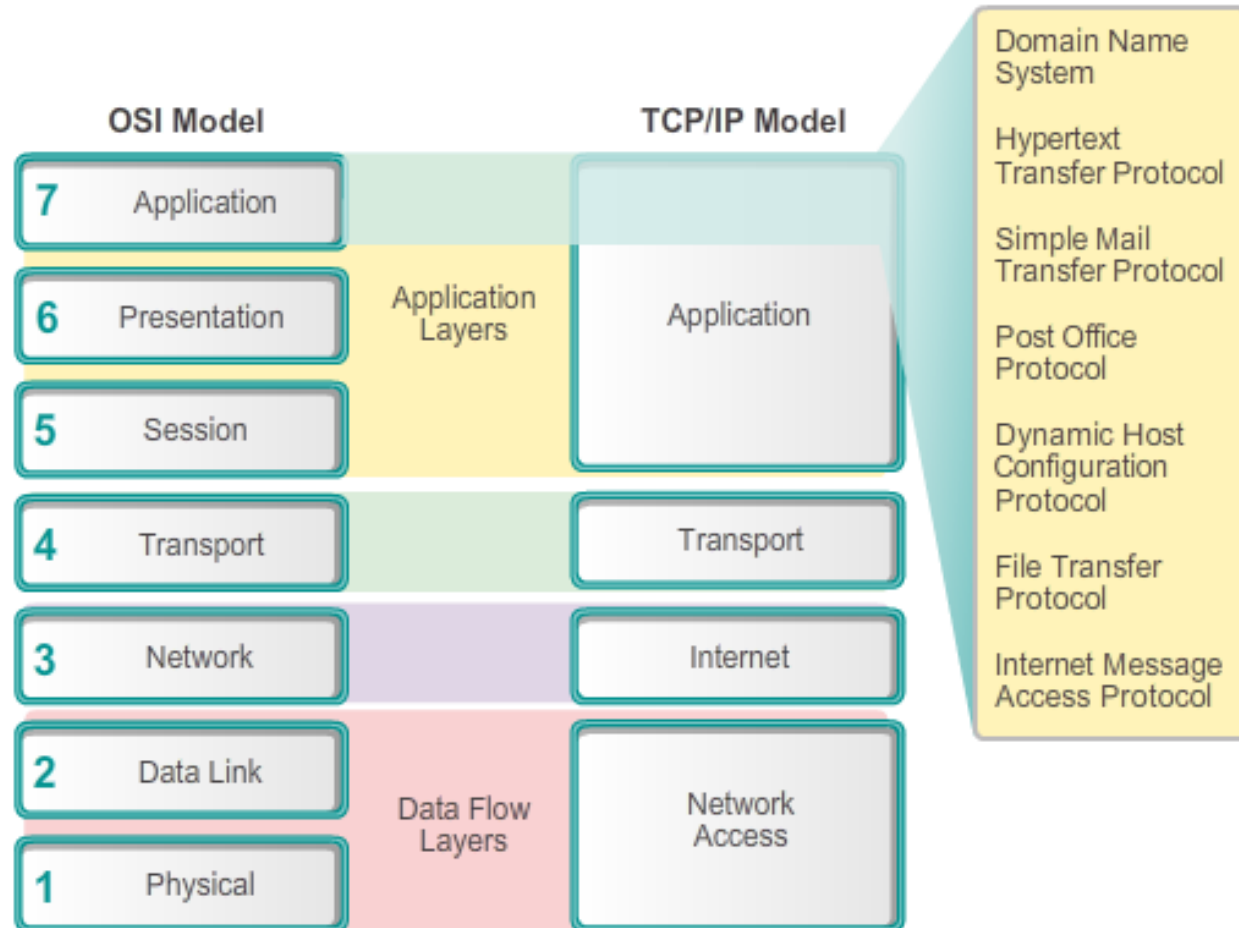 OSI Model
TCP/IP Model
7
Application
6
Presentation
5
Session
4
Transport
3
Network
2
Data Link
1
Physical
Application
Layers
Data Flow
Layers
Application
Transport
Internet
Network
Access
Domain Name
System
Hypertext
Transfer Protocol
Simple Mail
Transfer Protocol
Post Office
Protocol
Dynamic Host
Configuration
Protocol
File Transfer
Protocol
Internet Message
Access Protocol